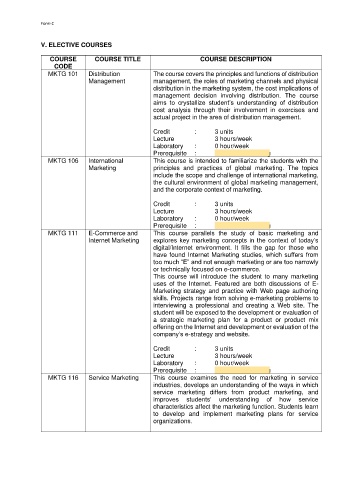 Form C
V. ELECTIVE COURSES
COURSE CODE COURSE TITLE COURSE DESCRIPTION
MKTG 101 Distribution Management
The course covers the principles and functions of distribution
management, the roles of marketing channels and physical
distribution in the marketing system, the cost implications of
management decision involving distribution. The course
aims to crystallize student's understanding of distribution
cost analysis through their involvement in exercises and
actual project in the area of distribution management.
Credit : 3 units
Lecture 3 hours/week
Laboratory : 0 hour/week
Prerequisite :
MKTG 106 International Marketing
This course is intended to familiarize the students with the
principles and practices of global marketing. The topics
include the scope and challenge of international marketing,
the cultural environment of global marketing management,
and the corporate context of marketing.
Credit : 3 units
Lecture 3 hours/week
Laboratory : 0 hour/week
Prerequisite :
MKTG 111 E-Commerce and Internet Marketing
This course parallels the study of basic marketing and
explores key marketing concepts in the context of today's
digital/Internet environment. It fills the gap for those who
have found Internet Marketing studies, which suffers from
too much "E" and not enough marketing or are too narrowly
or technically focused on e-commerce.
This course will introduce the student to many marketing
uses of the Internet. Featured are both discussions of E-
Marketing strategy and practice with Web page authoring
skills. Projects range from solving e-marketing problems to
interviewing a professional and creating a Web site. The
student will be exposed to the development or evaluation of
a strategic marketing plan for a product or product mix
offering on the Internet and development or evaluation of the
company's e-strategy and website.
Credit : 3 units
Lecture 3 hours/week
Laboratory : 0 hour/week
Prerequisite :
MKTG 116 Service Marketing
This course examines the need for marketing in service
industries, develops an understanding of the ways in which
service marketing differs from product marketing, and
improves students' understanding of how service
characteristics affect the marketing function. Students learn
to develop and implement marketing plans for service
organizations.